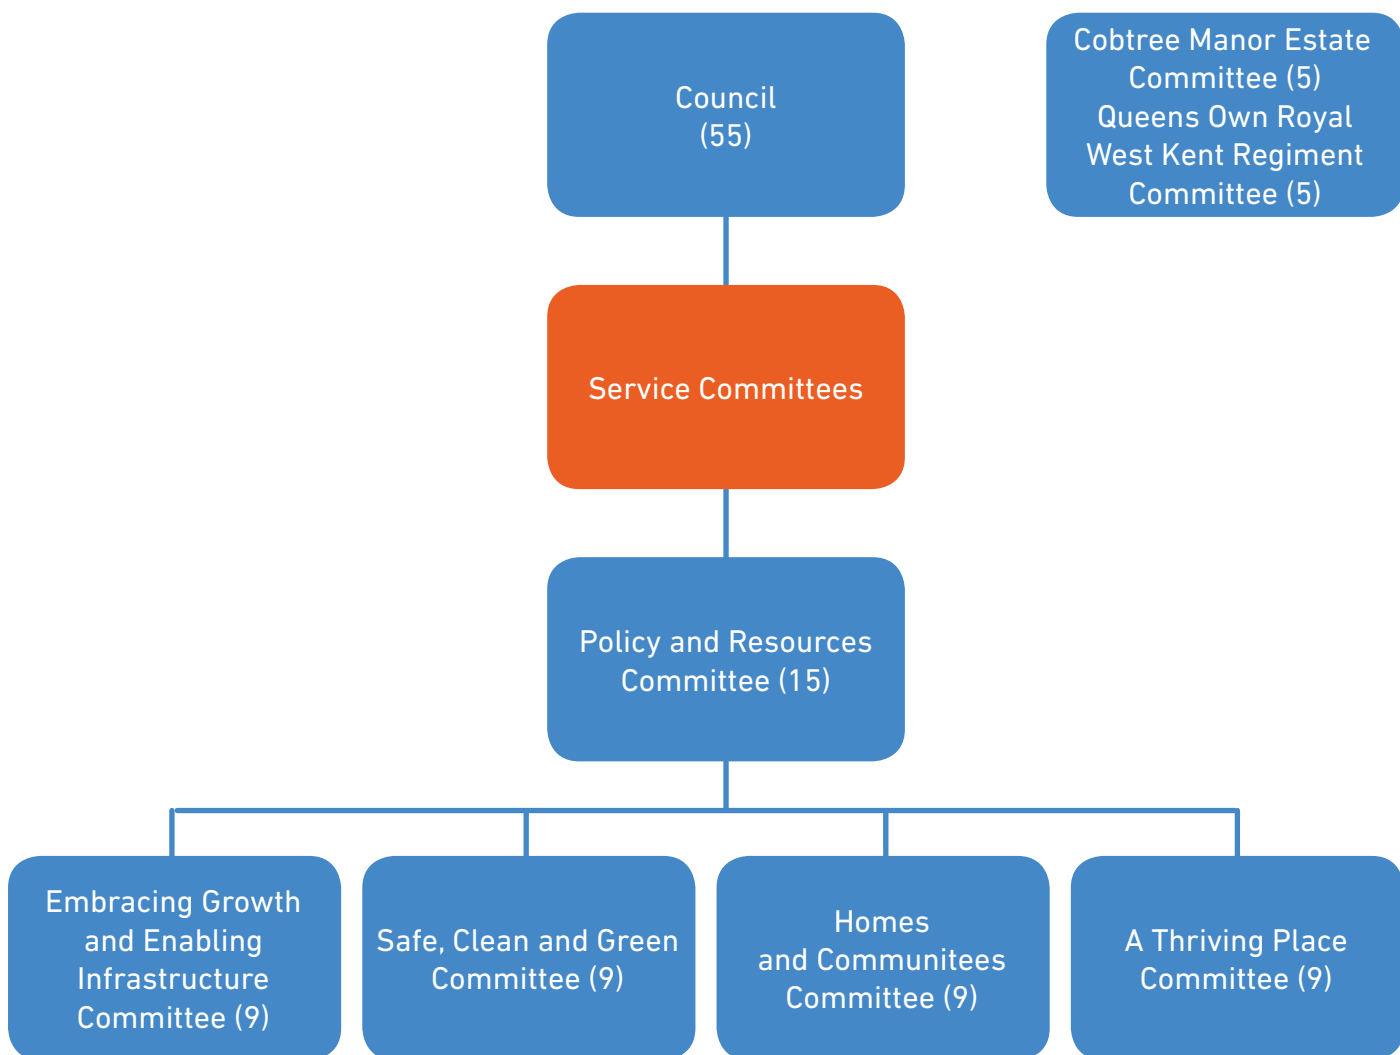 Council
(55)
Cobtree Manor Estate
Committee (5)
Queens Own Royal
West Kent Regiment
Committee (5)
Service Committees
Policy and Resources
Committee (15)
Embracing Growth
and Enabling
Infrastructure
Committee (9)
Safe, Clean and Green
Committee (9)
Homes
and Communitees
Committee (9)
A Thriving Place
Committee (9)